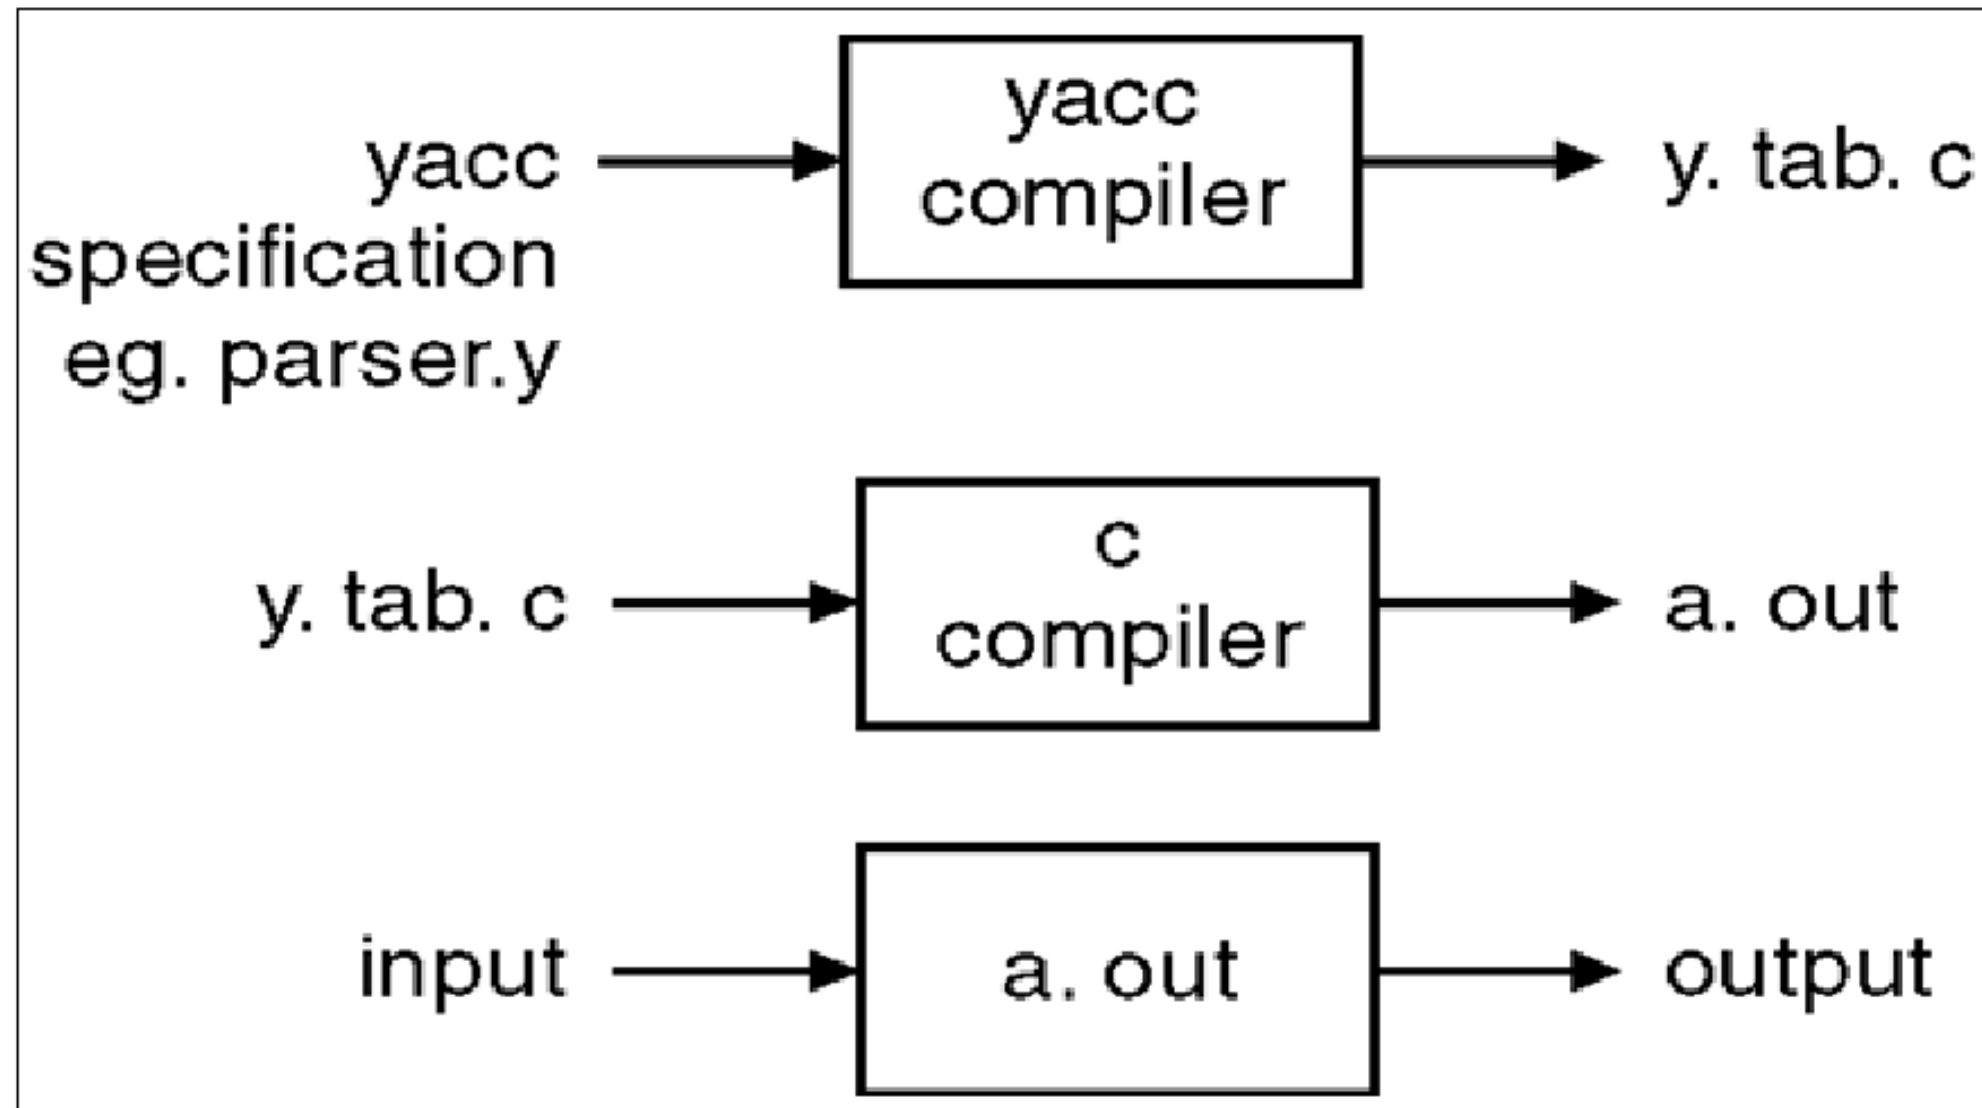 yacc
specification
eg. parser.y
yacc
compiler
y. tab. c
y. tab. c
c
compiler
a. out
input
a. out
output